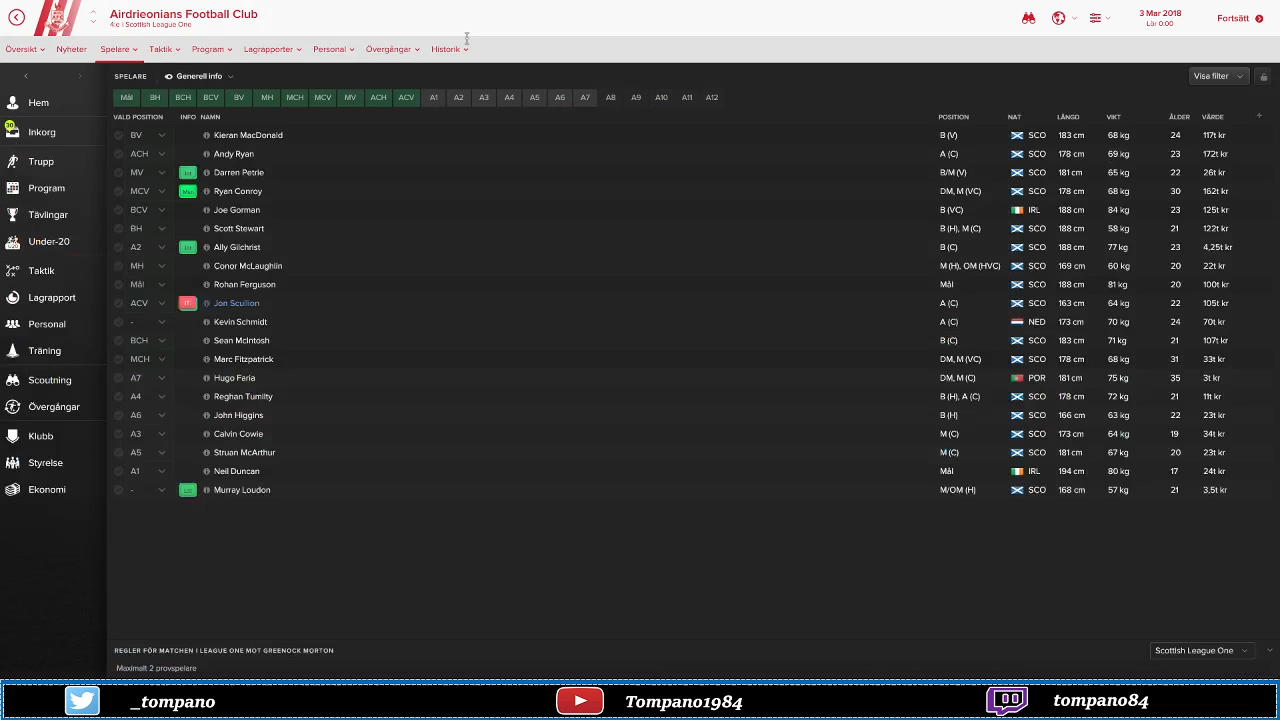 Airdrieonians Football Club
4:e i Scottish League One
3 Mar 2018
Lör 0:00
Fortsätt
Översikt Nyheter Spelare Taktik Program Lagrapporter Personal Övergångar Historik
SPELARE Generell info Visa filter
Mål BH BCH BCV BV MH MCH MCV MV ACH ACV A1 A2 A3 A4 A5 A6 A7 A8 A9 A10 A11 A12
VALD POSITION INFO NAMN POSITION NAT LÄNGD VIKT ÅLDER VÄRDE
BV Kieran MacDonald B (V) SCO 183 cm 68 kg 24 117t kr
ACH Andy Ryan A (C) SCO 178 cm 69 kg 23 172t kr
MV Darren Petrie B/M (V) SCO 181 cm 65 kg 22 26t kr
MCV Ryan Conroy DM, M (VC) SCO 178 cm 68 kg 30 162t kr
BCV Joe Gorman B (VC) IRL 188 cm 84 kg 23 125t kr
BH Scott Stewart B (H), M (C) SCO 188 cm 58 kg 21 122t kr
A2 Ally Gilchrist B (C) SCO 188 cm 77 kg 23 4,25t kr
MH Conor McLaughlin M (H), OM (HVC) SCO 169 cm 60 kg 20 22t kr
Mål Rohan Ferguson Mål SCO 188 cm 81 kg 20 100t kr
ACV Jon Scullion A (C) SCO 163 cm 64 kg 22 105t kr
- Kevin Schmidt A (C) NED 173 cm 70 kg 24 70t kr
BCH Sean McIntosh B (C) SCO 183 cm 71 kg 21 107t kr
MCH Marc Fitzpatrick DM, M (VC) SCO 178 cm 68 kg 31 33t kr
A7 Hugo Faria DM, M (C) POR 181 cm 75 kg 35 3t kr
A4 Reghan Tumilty B (H), A (C) SCO 178 cm 72 kg 21 11t kr
A6 John Higgins B (H) SCO 166 cm 63 kg 22 23t kr
A3 Calvin Cowie M (C) SCO 173 cm 64 kg 19 34t kr
A5 Struan McArthur M (C) SCO 181 cm 67 kg 20 23t kr
A1 Neil Duncan Mål IRL 194 cm 80 kg 17 24t kr
- Murray Loudon M/OM (H) SCO 168 cm 57 kg 21 3,5t kr
Hem
Inkorg
Trupp
Program
Tävlingar
Under-20
Taktik
Lagrapport
Personal
Träning
Scoutning
Övergångar
Klubb
Styrelse
Ekonomi
REGLER FÖR MATCHEN I LEAGUE ONE MOT GREENOCK MORTON Scottish League One
Maximalt 2 provspelare
_tompano Tompano1984 tompano84